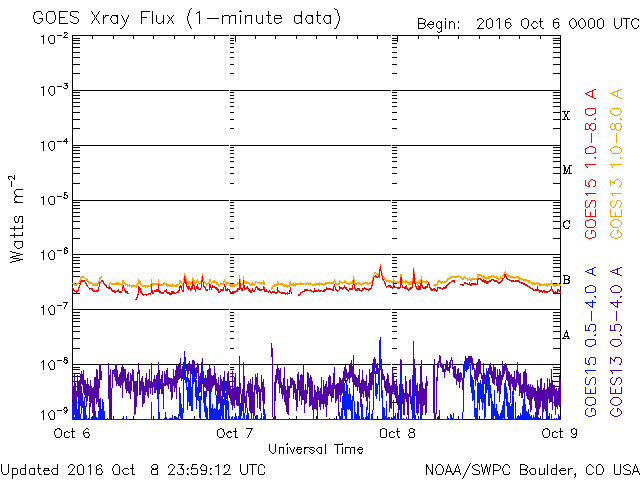 GOES Xray Flux (1-minute data)
Begin: 2016 Oct 6 0000 UTC
10-2
10-3
10-4
10-5
10-6
10-7
10-8
10-9
Watts m-2
X
M
C
B
A
GOES15 1.0-8.0 A
GOES13 1.0-8.0 A
GOES15 0.5-4.0 A
GOES13 0.5-4.0 A
Oct 6 Oct 7 Oct 8 Oct 9
Universal Time
Updated 2016 Oct 8 23:59:12 UTC
NOAA/SWPC Boulder, CO USA